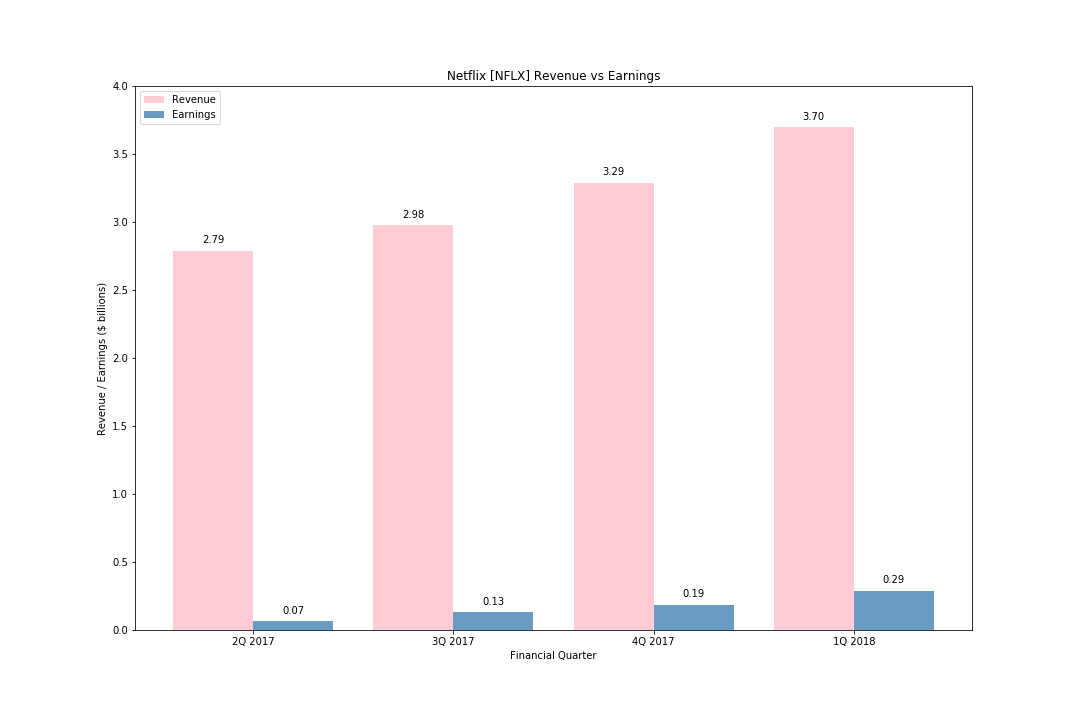 Netflix [NFLX] Revenue vs Earnings
Revenue
Earnings
4.0
3.5
3.0
2.5
2.0
1.5
1.0
0.5
0.0
Revenue / Earnings ($ billions)
2.79
0.07
2.98
0.13
3.29
0.19
3.70
0.29
2Q 2017
3Q 2017
4Q 2017
1Q 2018
Financial Quarter